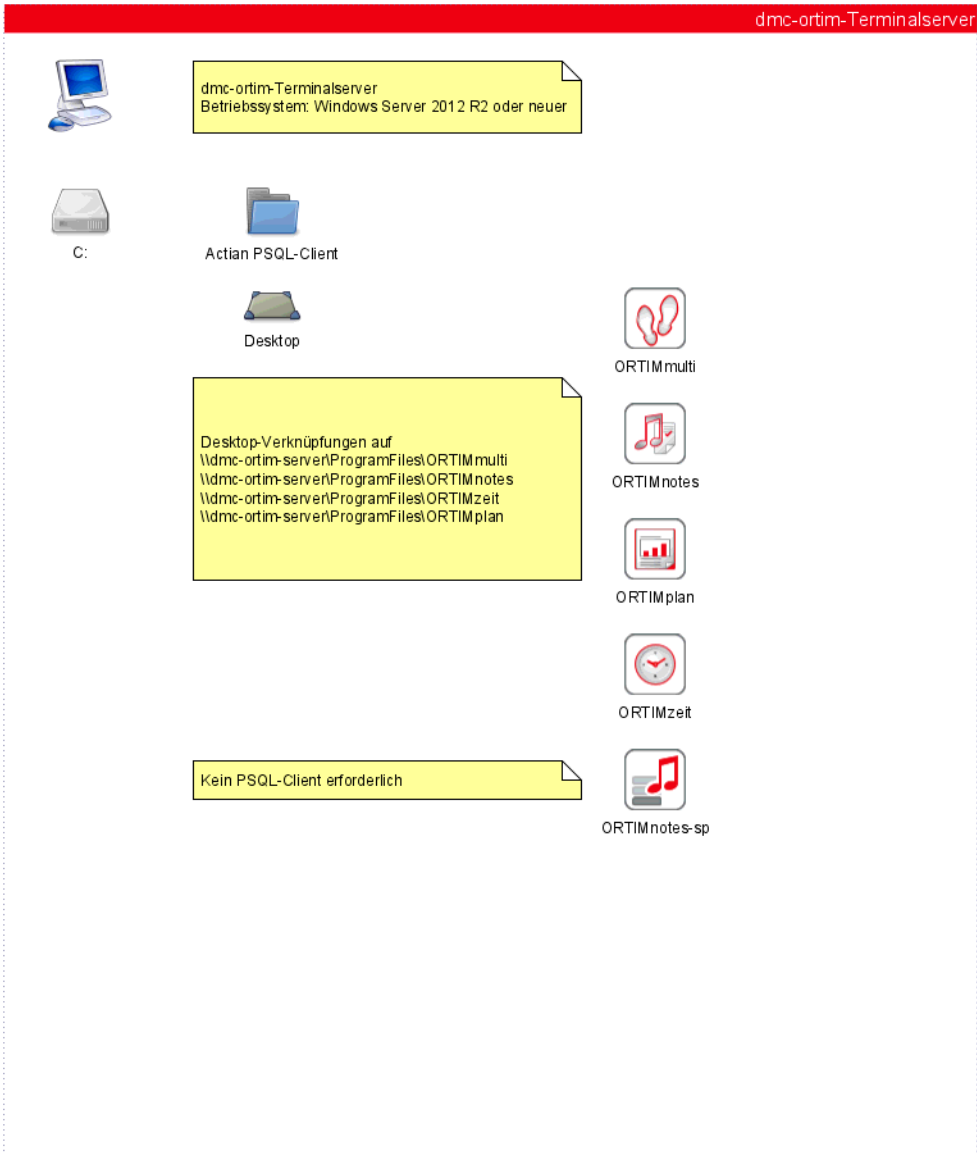 dmc-ortim-Terminalserver
dmc-ortim-Terminalserver
Betriebssystem: Windows Server 2012 R2 oder neuer
C:
Actian PSQL-Client
Desktop
ORTIMmulti
Desktop-Verknüpfungen auf
\\dmc-ortim-server\ProgramFiles\ORTIMmulti
\\dmc-ortim-server\ProgramFiles\ORTIMnotes
\\dmc-ortim-server\ProgramFiles\ORTIMzeit
\\dmc-ortim-server\ProgramFiles\ORTIMplan
ORTIMnotes
ORTIMplan
ORTIMzeit
Kein PSQL-Client erforderlich
ORTIMnotes-sp